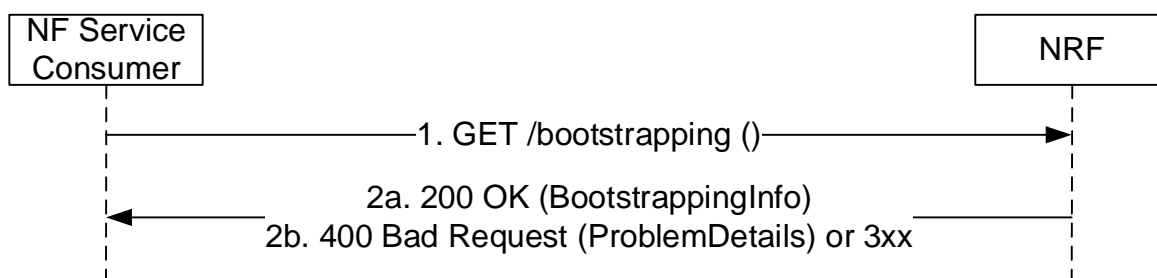 NF Service
Consumer
NRF
1. GET /bootstrapping ()
2a. 200 OK (BootstrappingInfo)
2b. 400 Bad Request (ProblemDetails) or 3xx